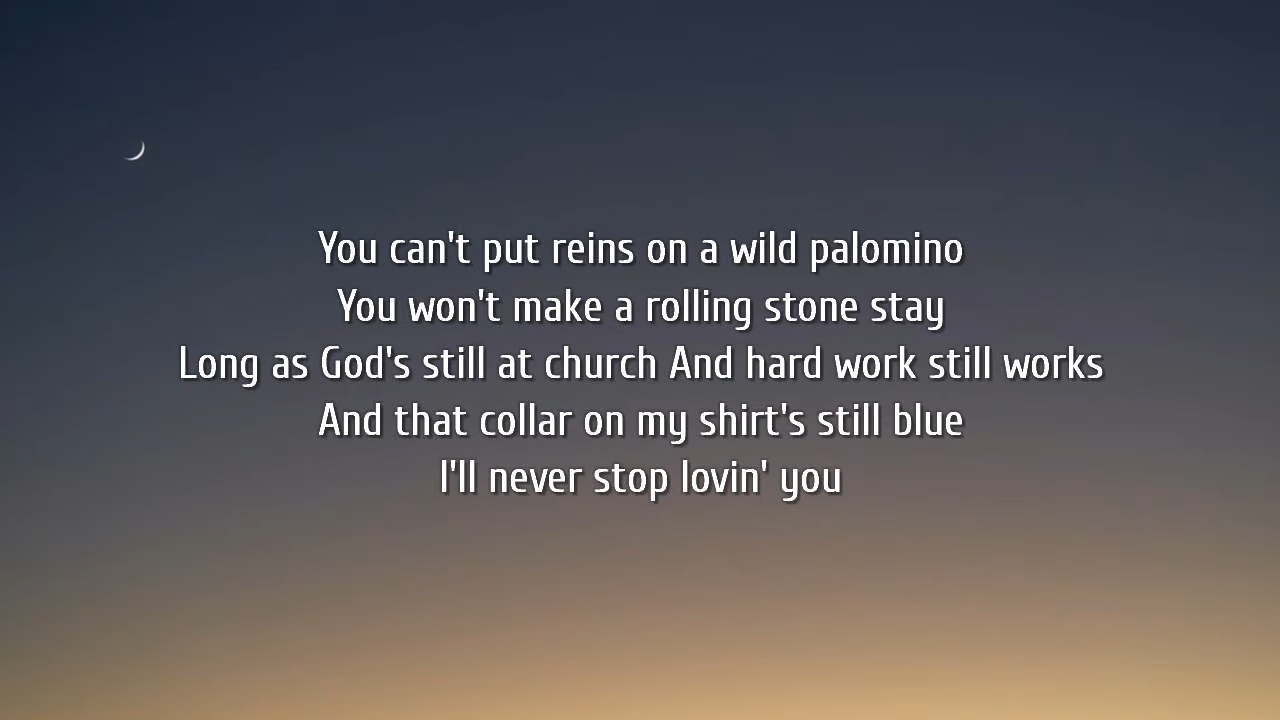 You can't put reins on a wild palomino
You won't make a rolling stone stay
Long as God's still at church And hard work still works
And that collar on my shirt's still blue
I'll never stop lovin' you